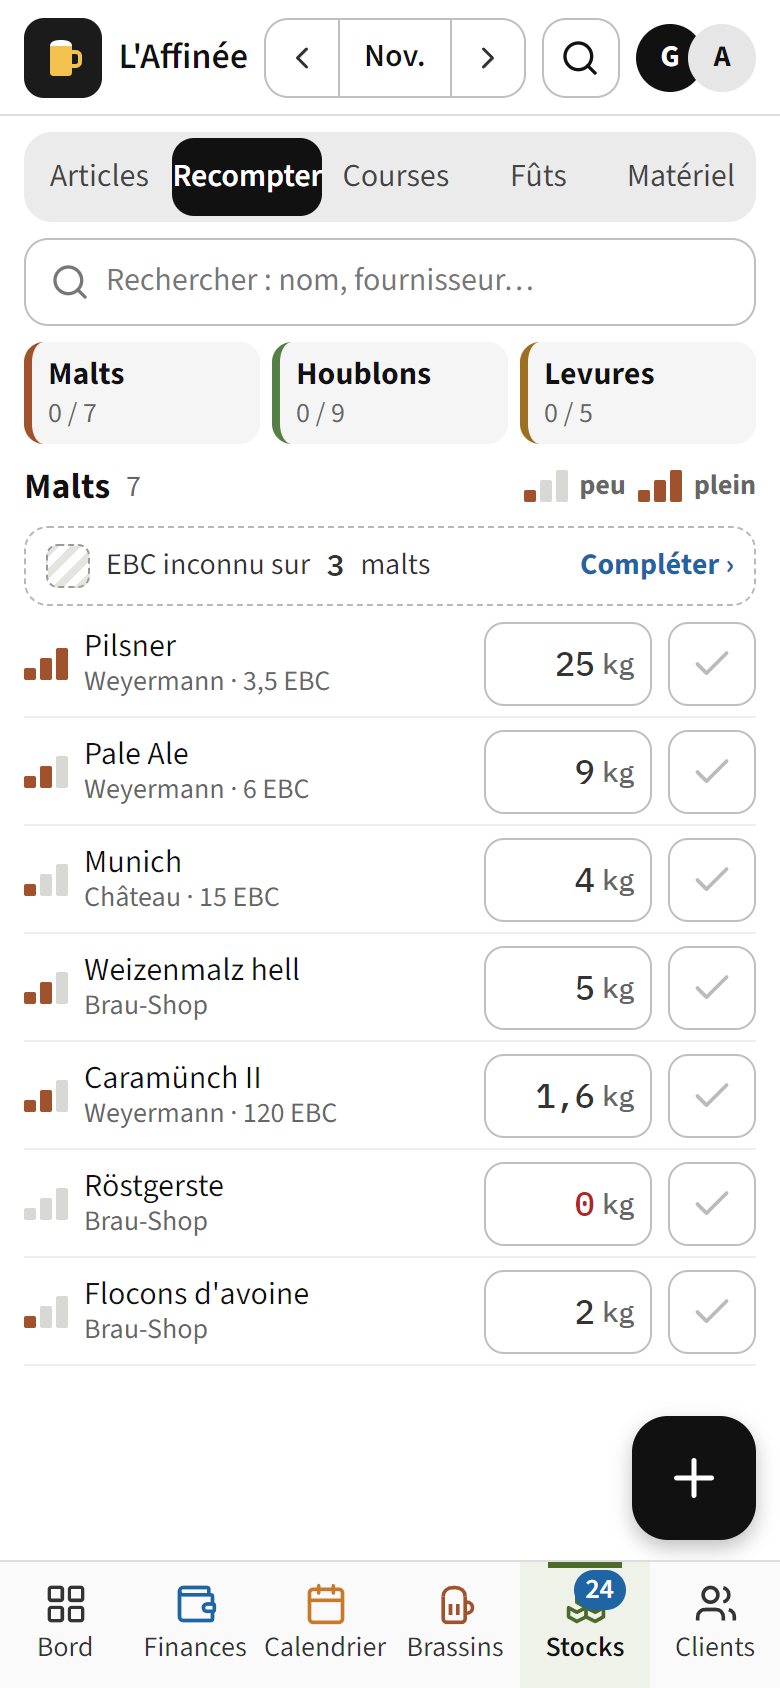 L'Affinée
Nov.
G
A
Articles
Recompter
Courses
Fûts
Matériel
Rechercher : nom, fournisseur…
Malts
0 / 7
Houblons
0 / 9
Levures
0 / 5
Malts 7
peu
plein
EBC inconnu sur 3 malts
Compléter ›
Pilsner
Weyermann · 3,5 EBC
25 kg
Pale Ale
Weyermann · 6 EBC
9 kg
Munich
Château · 15 EBC
4 kg
Weizenmalz hell
Brau-Shop
5 kg
Caramünch II
Weyermann · 120 EBC
1,6 kg
Röstgerste
Brau-Shop
0 kg
Flocons d'avoine
Brau-Shop
2 kg
24
Bord
Finances
Calendrier
Brassins
Stocks
Clients